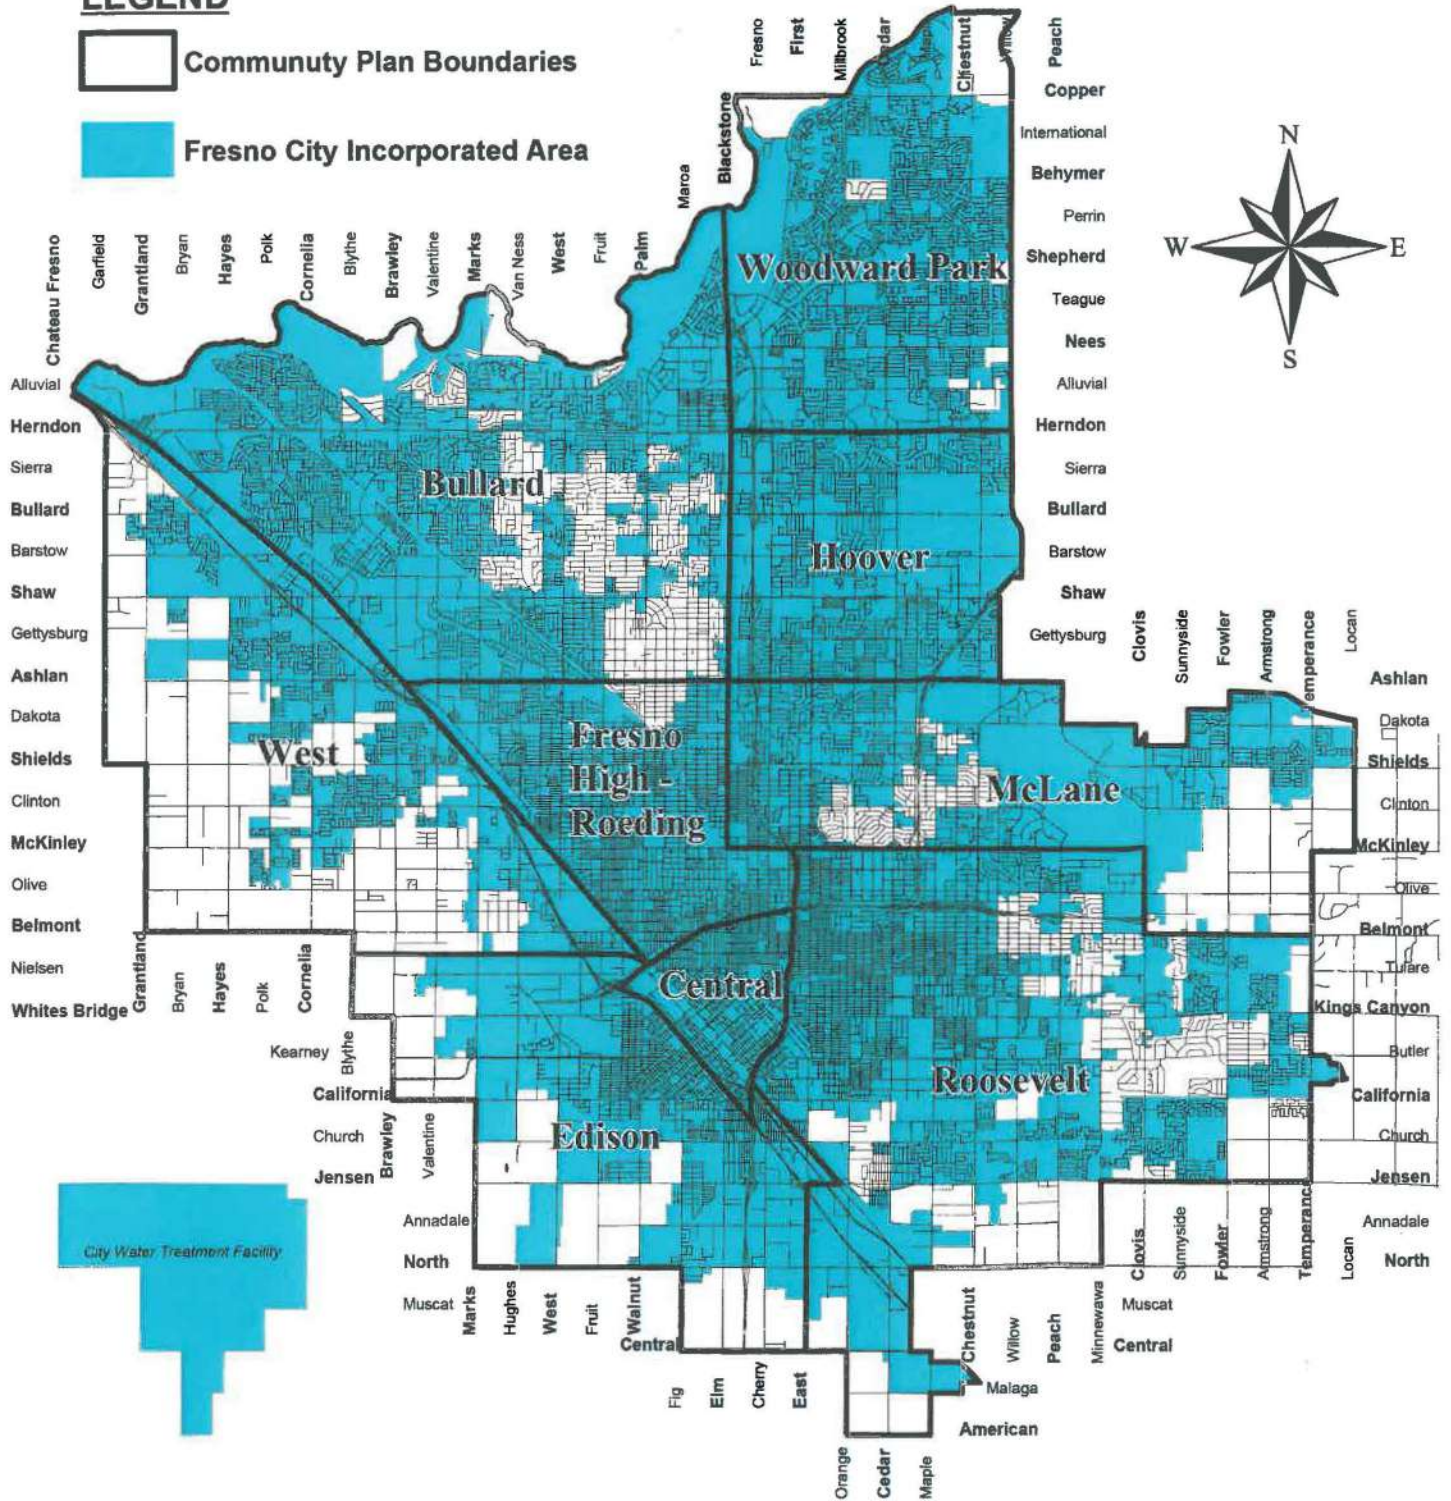 LEGEND
Communuty Plan Boundaries
Fresno City Incorporated Area
Fresno
First
Millbrook
Cedar
Chestnut
Willow
Peach
Blackstone
Maroa
Copper
International
Behymer
Perrin
Shepherd
Teague
Nees
Alluvial
Herndon
Sierra
Bullard
Barstow
Shaw
Gettysburg
N
W
E
S
Chateau Fresno
Garfield
Grantland
Bryan
Hayes
Polk
Cornelia
Blythe
Brawley
Valentine
Marks
Van Ness
West
Fruit
Palm
Alluvial
Herndon
Sierra
Bullard
Barstow
Shaw
Gettysburg
Ashlan
Dakota
Shields
Clinton
McKinley
Olive
Belmont
Nielsen
Whites Bridge
Woodward Park
Bullard
Hoover
West
Fresno
High -
Roeding
McLane
Central
Roosevelt
Edison
Clovis
Sunnyside
Fowler
Armstrong
emperance
Locan
Ashlan
Dakota
Shields
Clinton
McKinley
Olive
Belmont
Tulare
Kings Canyon
Butler
California
Church
Jensen
Annadale
North
Grantland
Bryan
Hayes
Polk
Cornelia
Kearney
Blythe
California
Church
Brawley
Valentine
Jensen
Annadale
North
Muscat
Marks
Hughes
West
Fruit
Walnut
Central
Fig
Elm
Cherry
East
Orange
Cedar
Maple
American
Malaga
Chestnut
Willow
Peach
Minnewawa
Central
Muscat
Clovis
Sunnyside
Fowler
Armstrong
Temperanc
Locan
City Water Treatment Facility